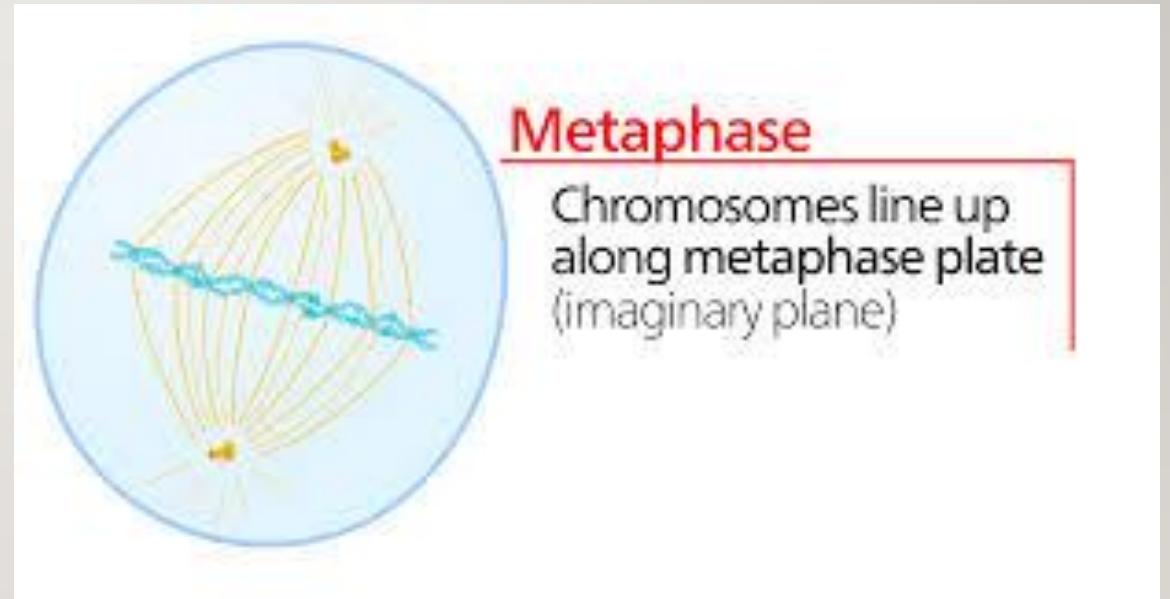 Metaphase
Chromosomes line up
along metaphase plate
(imaginary plane)